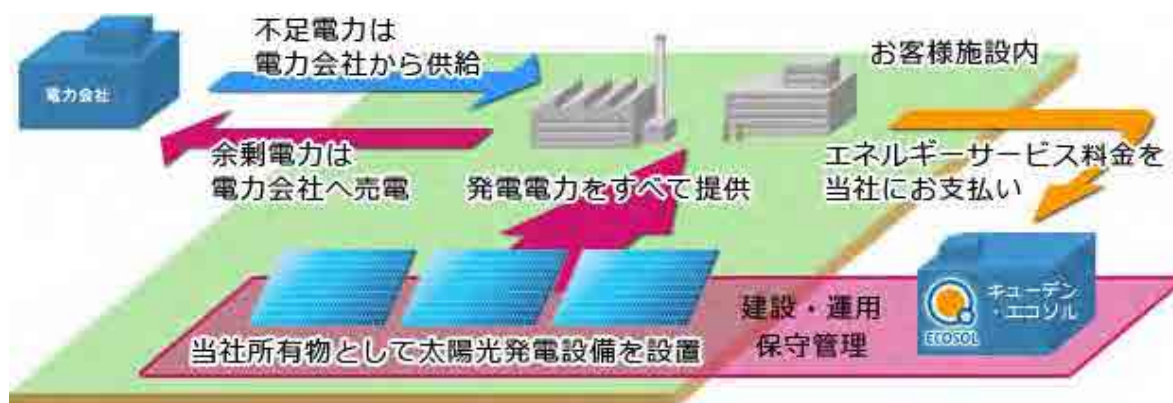 不足電力は
電力会社から供給
お客様施設内
電力会社
余剰電力は
電力会社へ売電
発電電力をすべて提供
エネルギーサービス料金を
当社にお支払い
キューデン
・エコソル
ECOSOL
建設・運用
保守管理
当社所有物として太陽光発電設備を設置